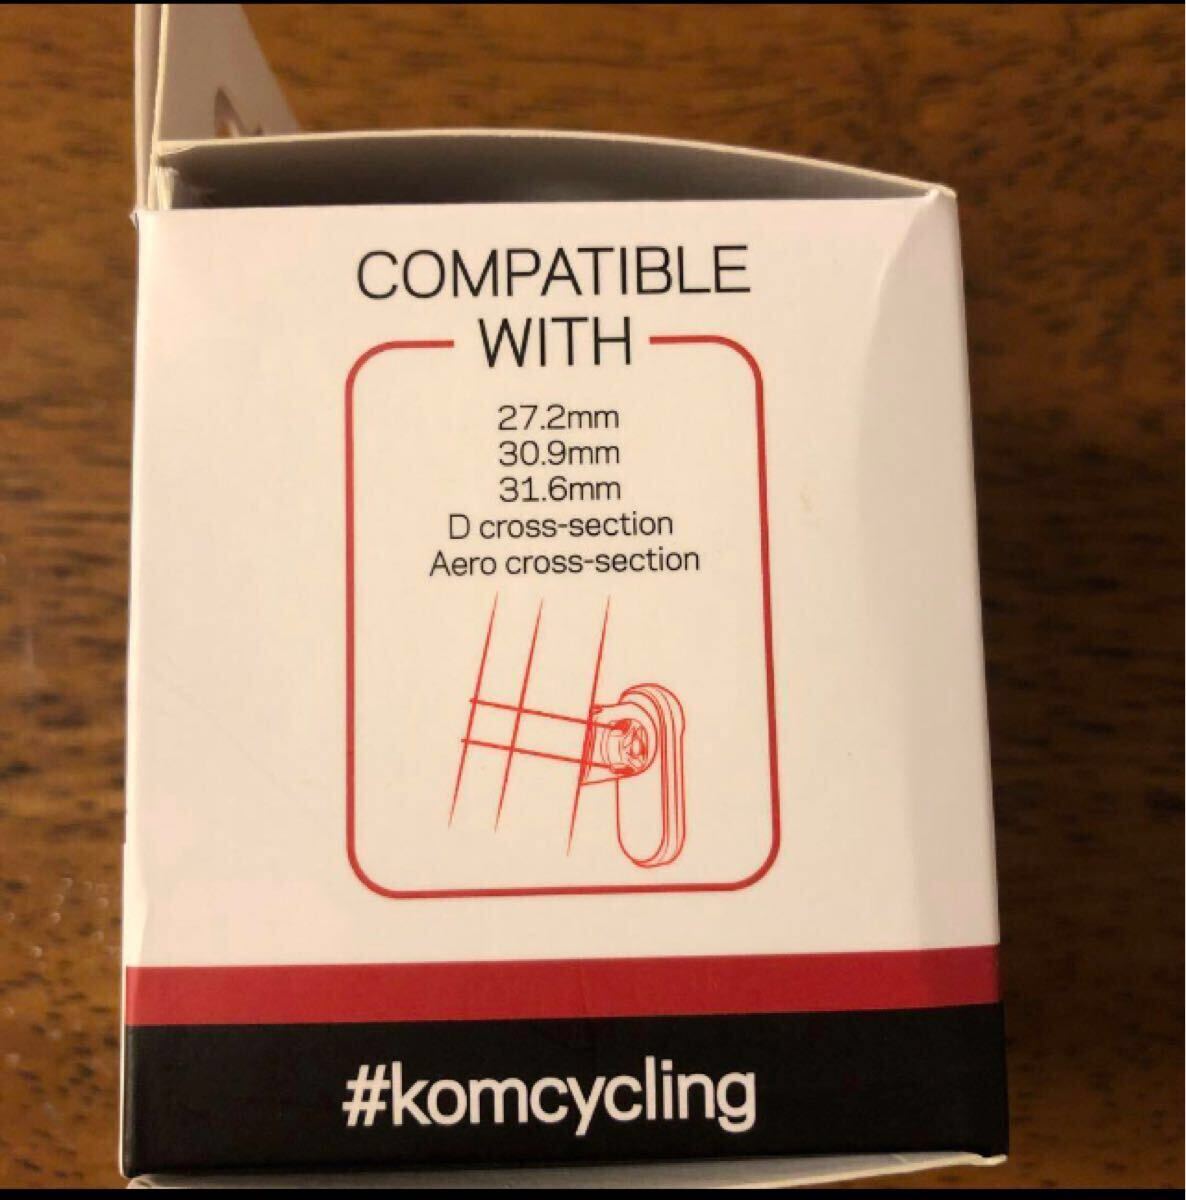 COMPATIBLE
WITH
27.2mm
30.9mm
31.6mm
D cross-section
Aero cross-section
#komcycling